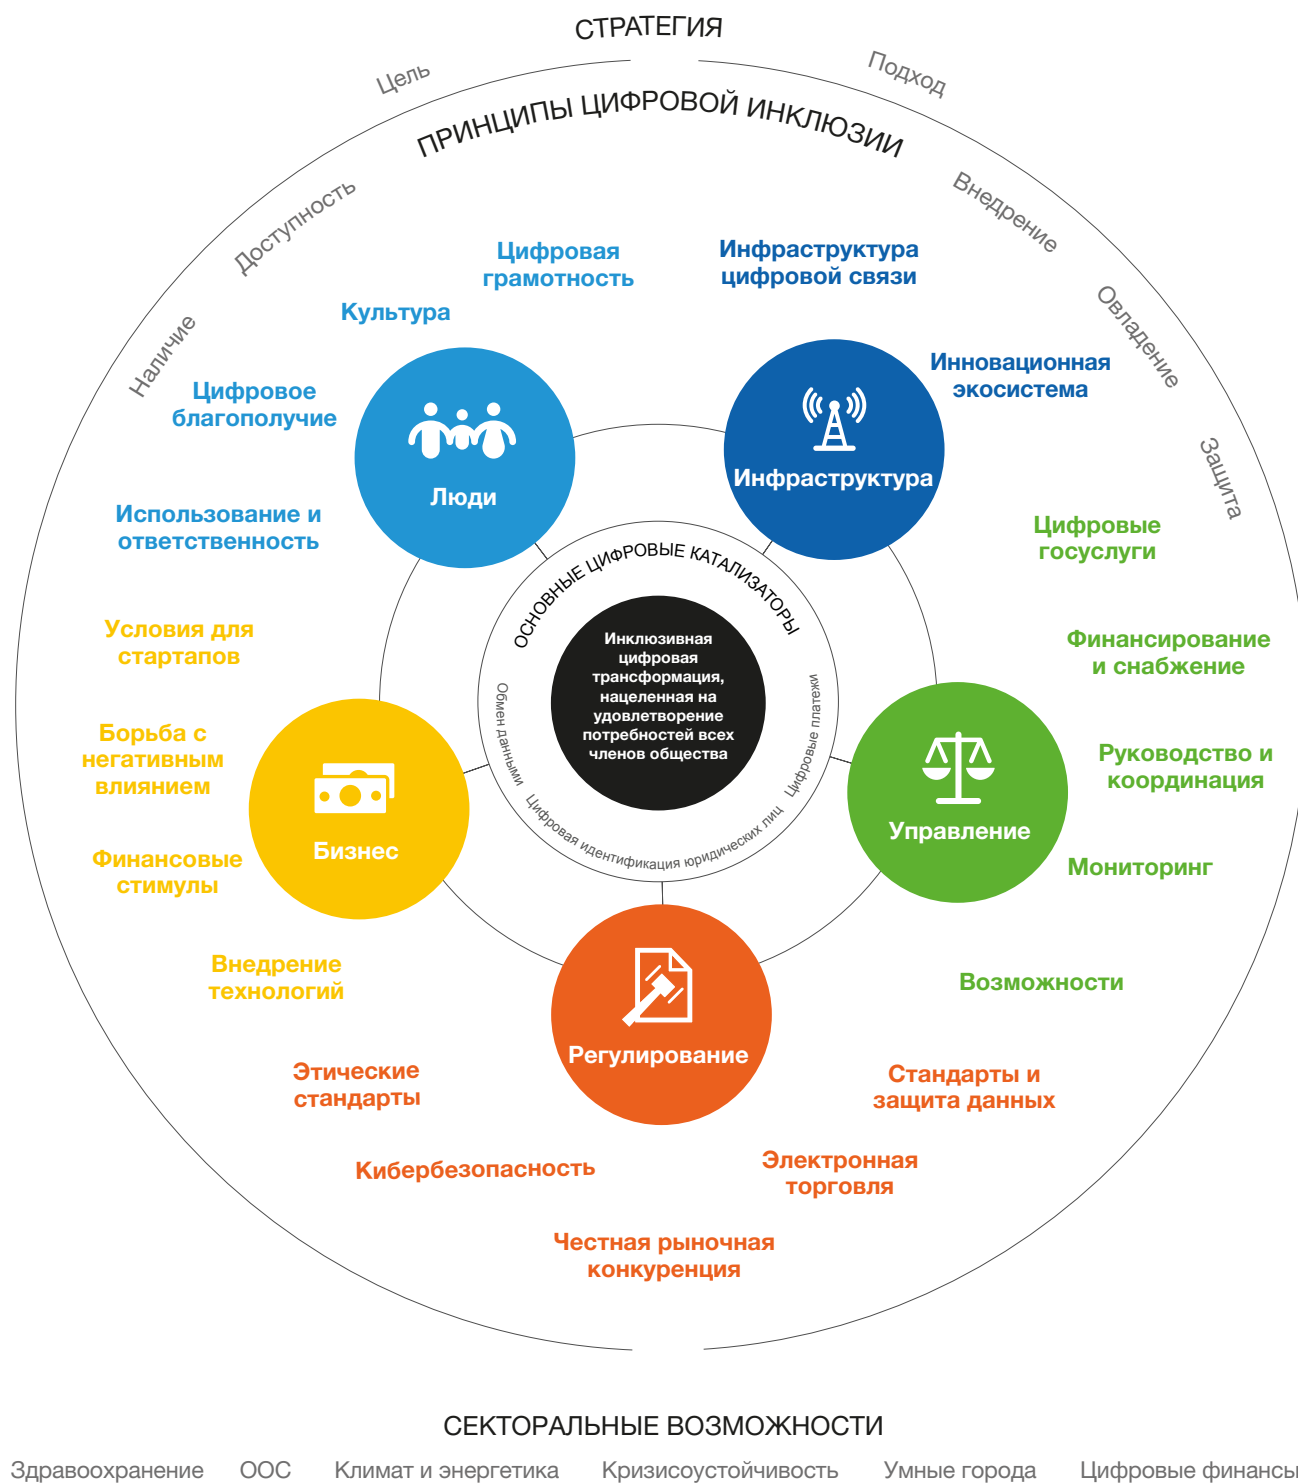 СТРАТЕГИЯ
Цель
Подход
ПРИНЦИПЫ ЦИФРОВОЙ ИНКЛЮЗИИ
Наличие
Доступность
Внедрение
Овладение
Защита
Цифровая
грамотность
Культура
Цифровое
благополучие
Использование и
ответственность
Люди
Инфраструктура
цифровой связи
Инновационная
экосистема
Инфраструктура
Цифровые
госуслуги
Финансирование
и снабжение
Руководство и
координация
Мониторинг
Возможности
Управление
ОСНОВНЫЕ ЦИФРОВЫЕ КАТАЛИЗАТОРЫ
Инклюзивная
цифровая
трансформация,
нацеленная на
удовлетворение
потребностей всех
членов общества
Обмен данными
Цифровая идентификация юридических лиц
Цифровые платежи
Условия для
стартапов
Борьба с
негативным
влиянием
Финансовые
стимулы
Внедрение
технологий
Бизнес
Регулирование
Этические
стандарты
Кибербезопасность
Честная рыночная
конкуренция
Электронная
торговля
Стандарты и
защита данных
СЕКТОРАЛЬНЫЕ ВОЗМОЖНОСТИ
Здравоохранение ООС Климат и энергетика Кризисоустойчивость Умные города Цифровые финансы